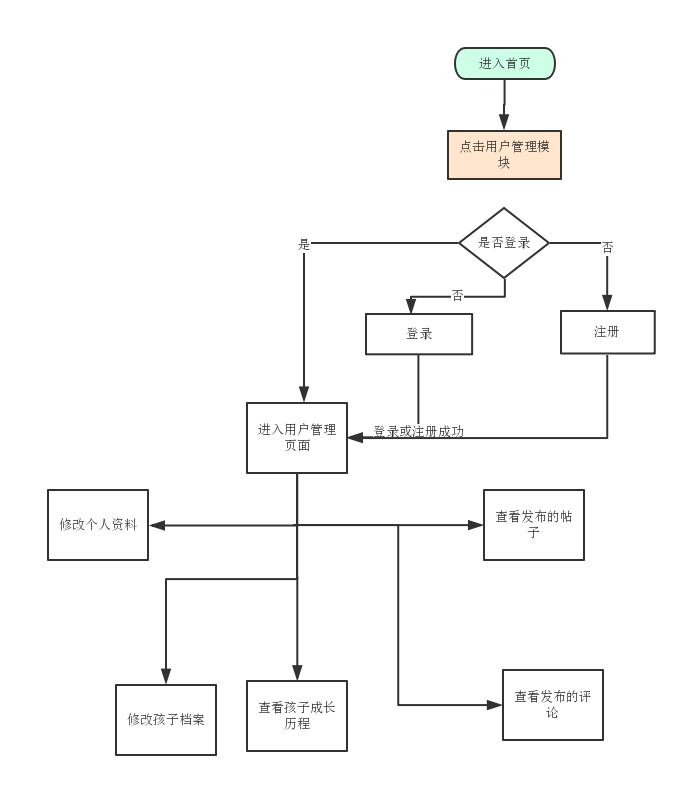 进入首页
点击用户管理模
块
是否登录
是
否
否
登录
注册
进入用户管理
页面
登录或注册成功
修改个人资料
查看发布的帖
子
修改孩子档案
查看孩子成长
历程
查看发布的评
论